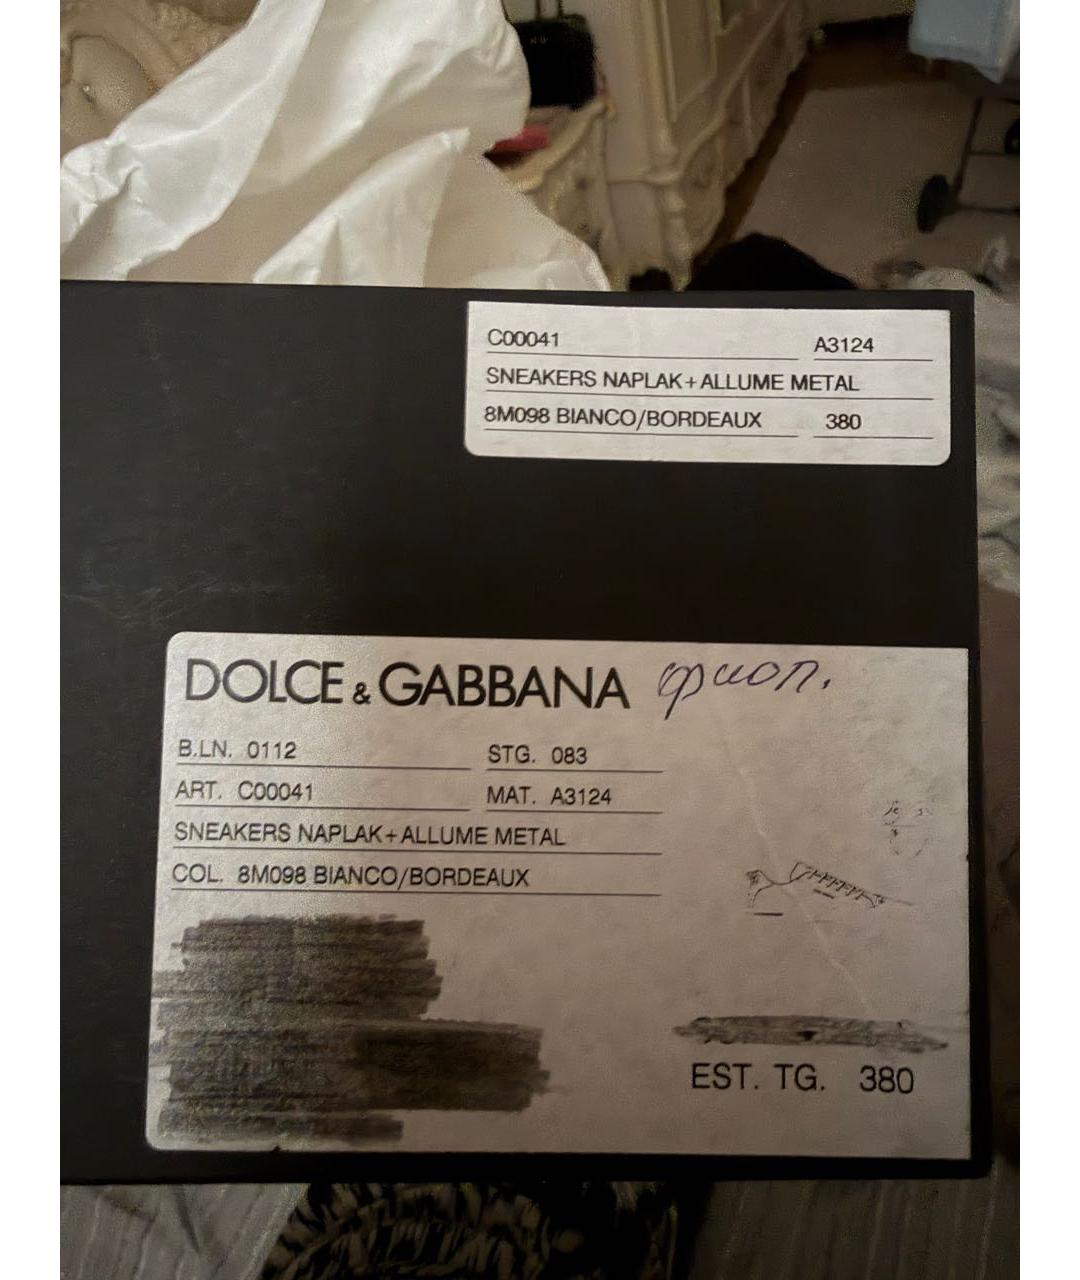 C00041 A3124
SNEAKERS NAPLAK+ALLUME METAL
8M098 BIANCO/BORDEAUX 380
DOLCE & GABBANA фиол.
B.LN. 0112 STG. 083
ART. C00041 MAT. A3124
SNEAKERS NAPLAK+ALLUME METAL
COL. 8M098 BIANCO/BORDEAUX
EST. TG. 380